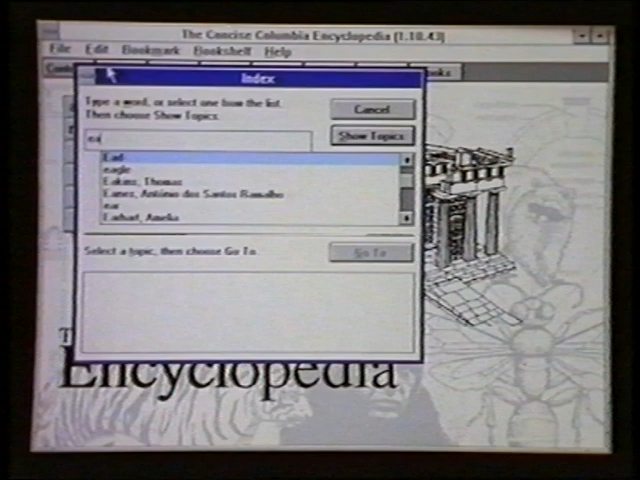 The Concise Columbia Encyclopedia [1.10.43]
File Edit Bookmark Bookshelf Help
Index
Type a word, or select one from the list.
Then choose Show Topics.
Cancel
Show Topics
ea
Ead-
eagle
Eakins, Thomas
Eanes, António dos Santos Ramalho
ear
Earhart, Amelia
Select a topic, then choose Go To.
Go To
Encyclopedia